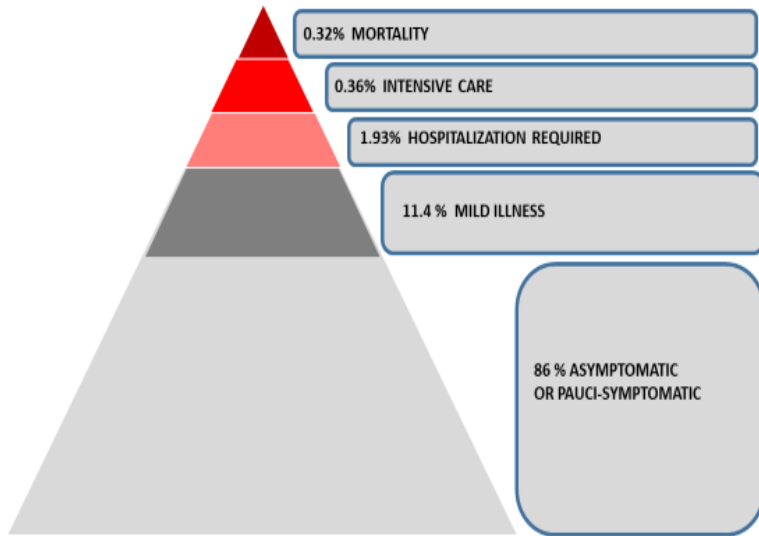 0.32% MORTALITY
0.36% INTENSIVE CARE
1.93% HOSPITALIZATION REQUIRED
11.4 % MILD ILLNESS
86 % ASYMPTOMATIC
OR PAUCI-SYMPTOMATIC